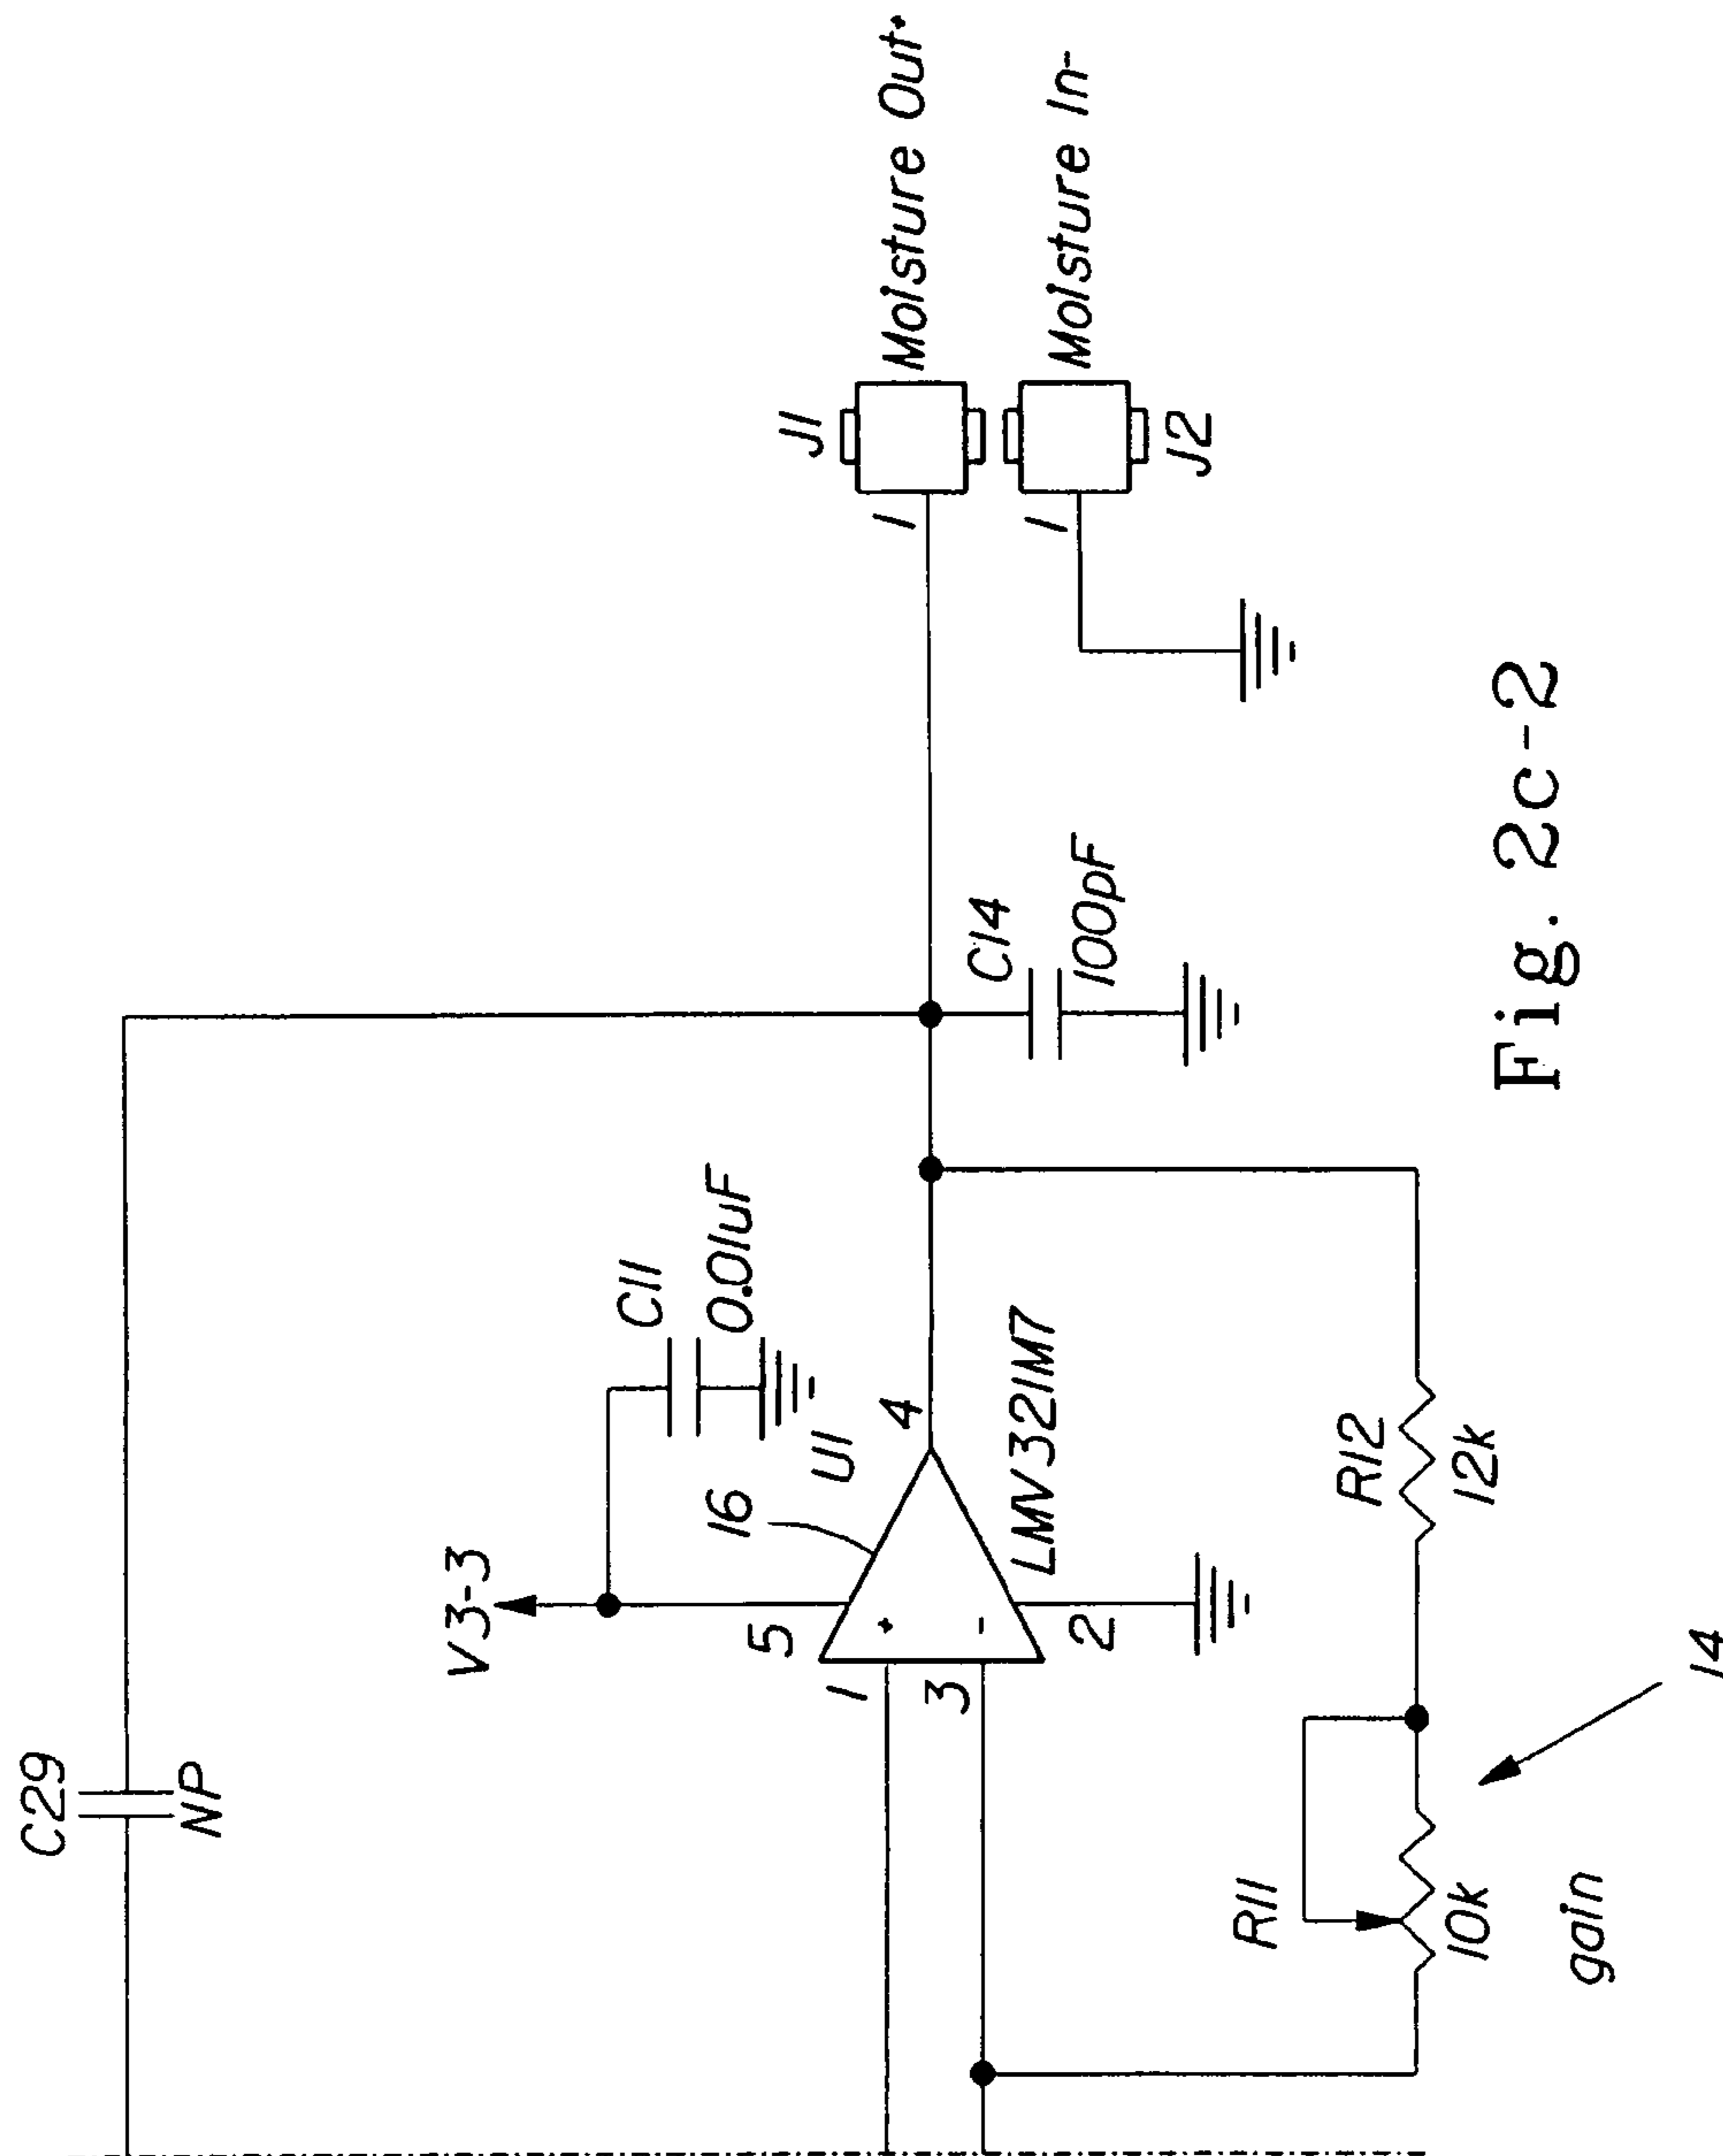 C29
NP
V3-3
C11
0.01uF
16
U1
5
1
3
4
2
LMV321M7
C14
100pF
J1
1
Moisture Out+
1
Moisture In-
J2
R11
10k
gain
14
R12
12k
Fig. 2c-2